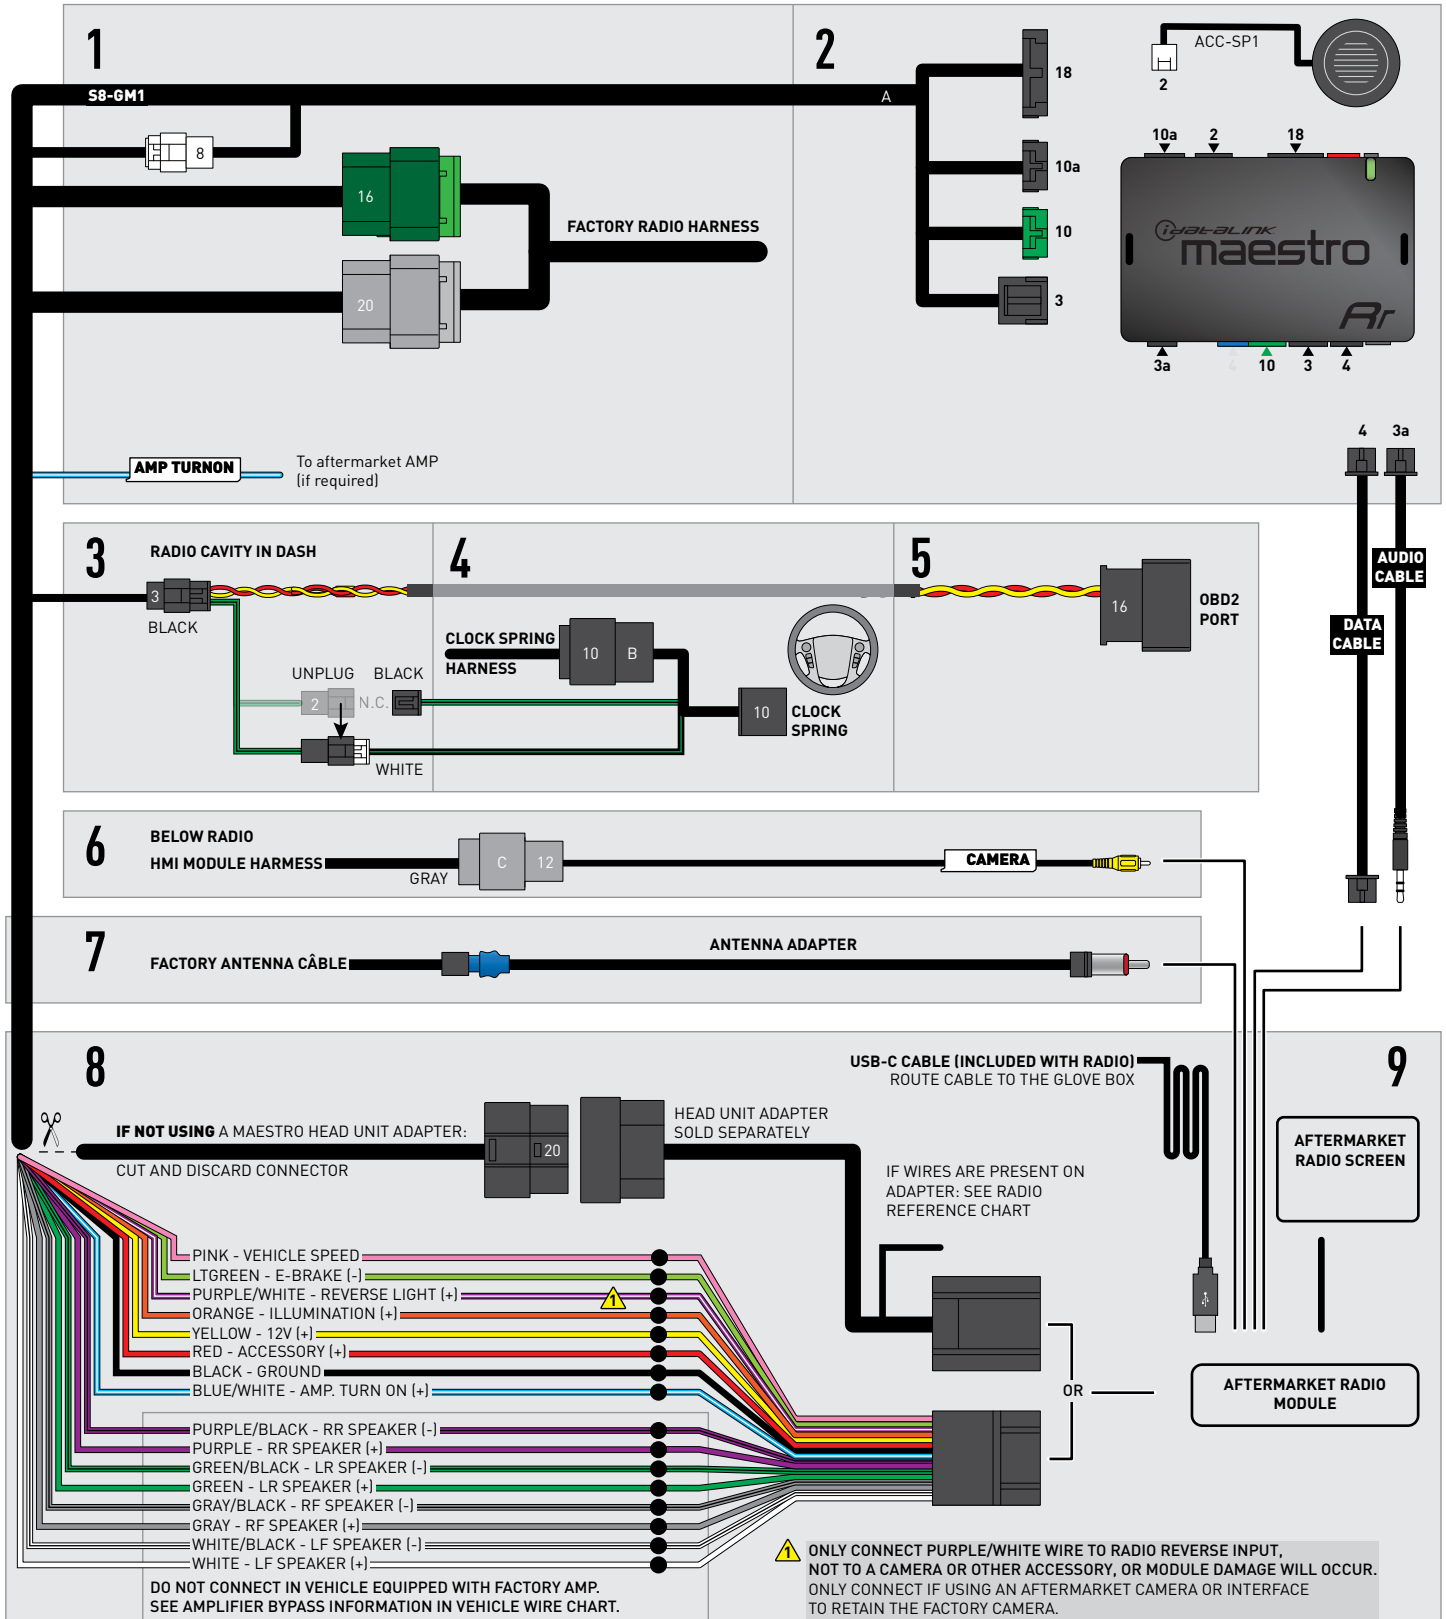 1
S8-GM1
8
16
20
FACTORY RADIO HARNESS
AMP TURNON
To aftermarket AMP
(if required)
2
A
18
10a
10
3
ACC-SP1
2
10a
2
18
idatalink
maestro
Rr
3a
4
10
3
4
4
3a
AUDIO
CABLE
DATA
CABLE
3
RADIO CAVITY IN DASH
3
BLACK
UNPLUG
BLACK
2
N.C.
WHITE
4
CLOCK SPRING
HARNESS
10
B
10
CLOCK
SPRING
5
16
OBD2
PORT
6
BELOW RADIO
HMI MODULE HARMESS
GRAY
C
12
CAMERA
7
FACTORY ANTENNA CÂBLE
ANTENNA ADAPTER
8
IF NOT USING A MAESTRO HEAD UNIT ADAPTER:
CUT AND DISCARD CONNECTOR
20
HEAD UNIT ADAPTER
SOLD SEPARATELY
IF WIRES ARE PRESENT ON
ADAPTER: SEE RADIO
REFERENCE CHART
USB-C CABLE (INCLUDED WITH RADIO)
ROUTE CABLE TO THE GLOVE BOX
9
AFTERMARKET
RADIO SCREEN
AFTERMARKET RADIO
MODULE
OR
PINK - VEHICLE SPEED
LTGREEN - E-BRAKE (-)
PURPLE/WHITE - REVERSE LIGHT (+)
1
ORANGE - ILLUMINATION (+)
YELLOW - 12V (+)
RED - ACCESSORY (+)
BLACK - GROUND
BLUE/WHITE - AMP. TURN ON (+)
PURPLE/BLACK - RR SPEAKER (-)
PURPLE - RR SPEAKER (+)
GREEN/BLACK - LR SPEAKER (-)
GREEN - LR SPEAKER (+)
GRAY/BLACK - RF SPEAKER (-)
GRAY - RF SPEAKER (+)
WHITE/BLACK - LF SPEAKER (-)
WHITE - LF SPEAKER (+)
DO NOT CONNECT IN VEHICLE EQUIPPED WITH FACTORY AMP.
SEE AMPLIFIER BYPASS INFORMATION IN VEHICLE WIRE CHART.
1
ONLY CONNECT PURPLE/WHITE WIRE TO RADIO REVERSE INPUT,
NOT TO A CAMERA OR OTHER ACCESSORY, OR MODULE DAMAGE WILL OCCUR.
ONLY CONNECT IF USING AN AFTERMARKET CAMERA OR INTERFACE
TO RETAIN THE FACTORY CAMERA.